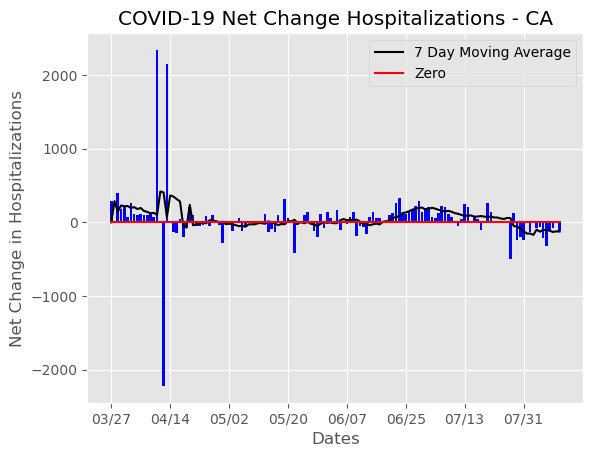 COVID-19 Net Change Hospitalizations - CA
7 Day Moving Average
Zero
Net Change in Hospitalizations
2000
1000
0
−1000
−2000
03/27 04/14 05/02 05/20 06/07 06/25 07/13 07/31
Dates